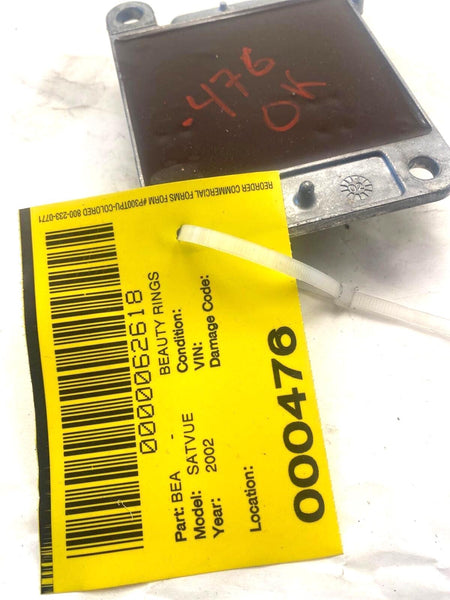 .476
OK
REORDER COMMERCIAL FORMS FORM #P300TPU-COLORED 800-233-0771
0000062618
BEAUTY RINGS
Part: BEA -
Condition:
Model: SATVUE
VIN:
Year: 2002
Damage Code:
Location:
000476